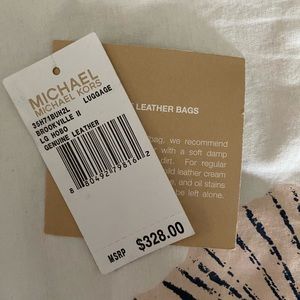 MICHAEL
MICHAEL KORS
35H71BUH2L
BROOKVILLE II
LUGGAGE
LG HOBO
GENUINE LEATHER
MSRP $328.00
LEATHER BAGS
bag, we recommend
with a soft damp
dirt. For regular
leather cream
and oil stains
be left alone.